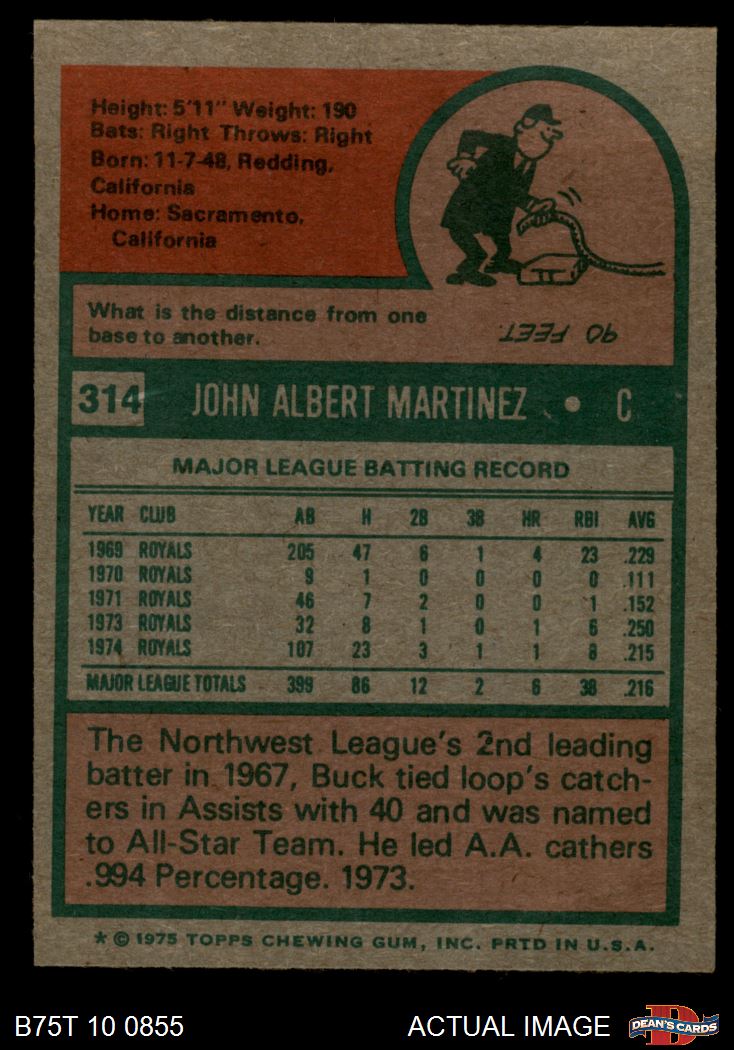 Height: 5'11" Weight: 190
Bats: Right Throws: Right
Born: 11-7-48, Redding,
California
Home: Sacramento,
California
What is the distance from one
base to another.
90 FEET.
314 JOHN ALBERT MARTINEZ • C
MAJOR LEAGUE BATTING RECORD
YEAR CLUB AB H 2B 3B HR RBI AVG
1969 ROYALS 205 47 6 1 4 23 .229
1970 ROYALS 9 1 0 0 0 0 .111
1971 ROYALS 46 7 2 0 0 1 .152
1973 ROYALS 32 8 1 0 1 6 .250
1974 ROYALS 107 23 3 1 1 8 .215
MAJOR LEAGUE TOTALS 399 86 12 2 6 38 .216
The Northwest League's 2nd leading
batter in 1967, Buck tied loop's catch-
ers in Assists with 40 and was named
to All-Star Team. He led A.A. cathers
.994 Percentage. 1973.
* © 1975 TOPPS CHEWING GUM, INC. PRTD IN U.S.A.
B75T 10 0855 ACTUAL IMAGE DEAN'S CARDS